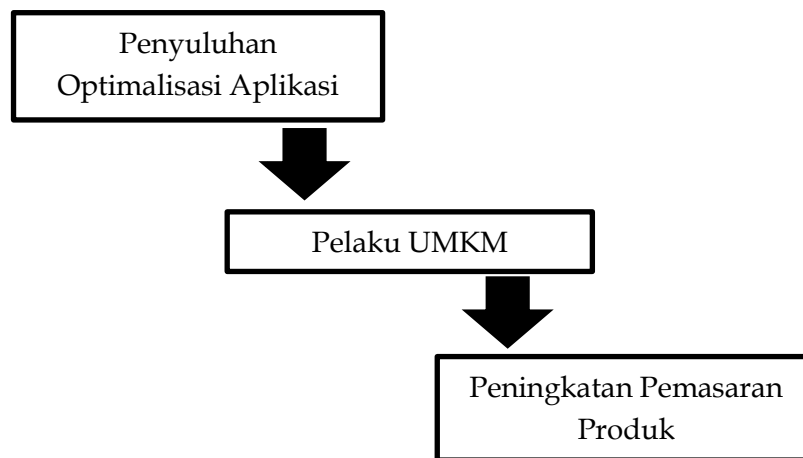 Penyuluhan
Optimalisasi Aplikasi
Pelaku UMKM
Peningkatan Pemasaran
Produk